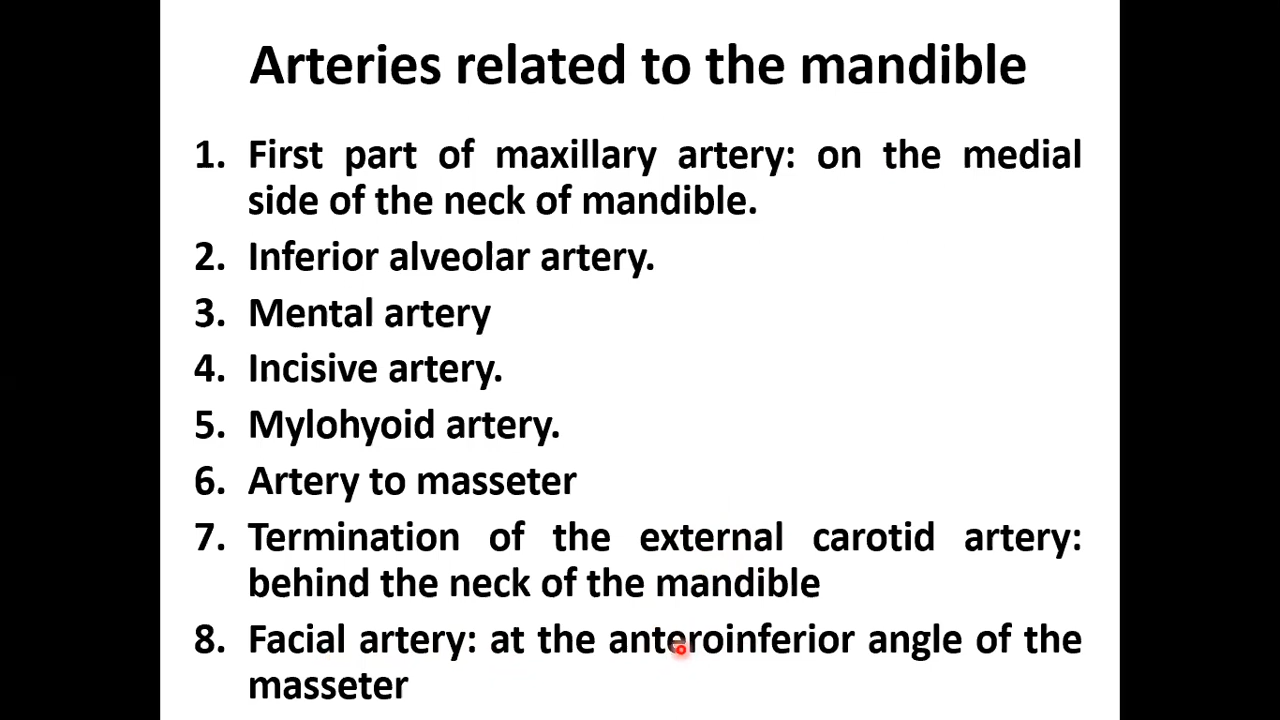 Arteries related to the mandible
1. First part of maxillary artery: on the medial
side of the neck of mandible.
2. Inferior alveolar artery.
3. Mental artery
4. Incisive artery.
5. Mylohyoid artery.
6. Artery to masseter
7. Termination of the external carotid artery:
behind the neck of the mandible
8. Facial artery: at the anteroinferior angle of the
masseter